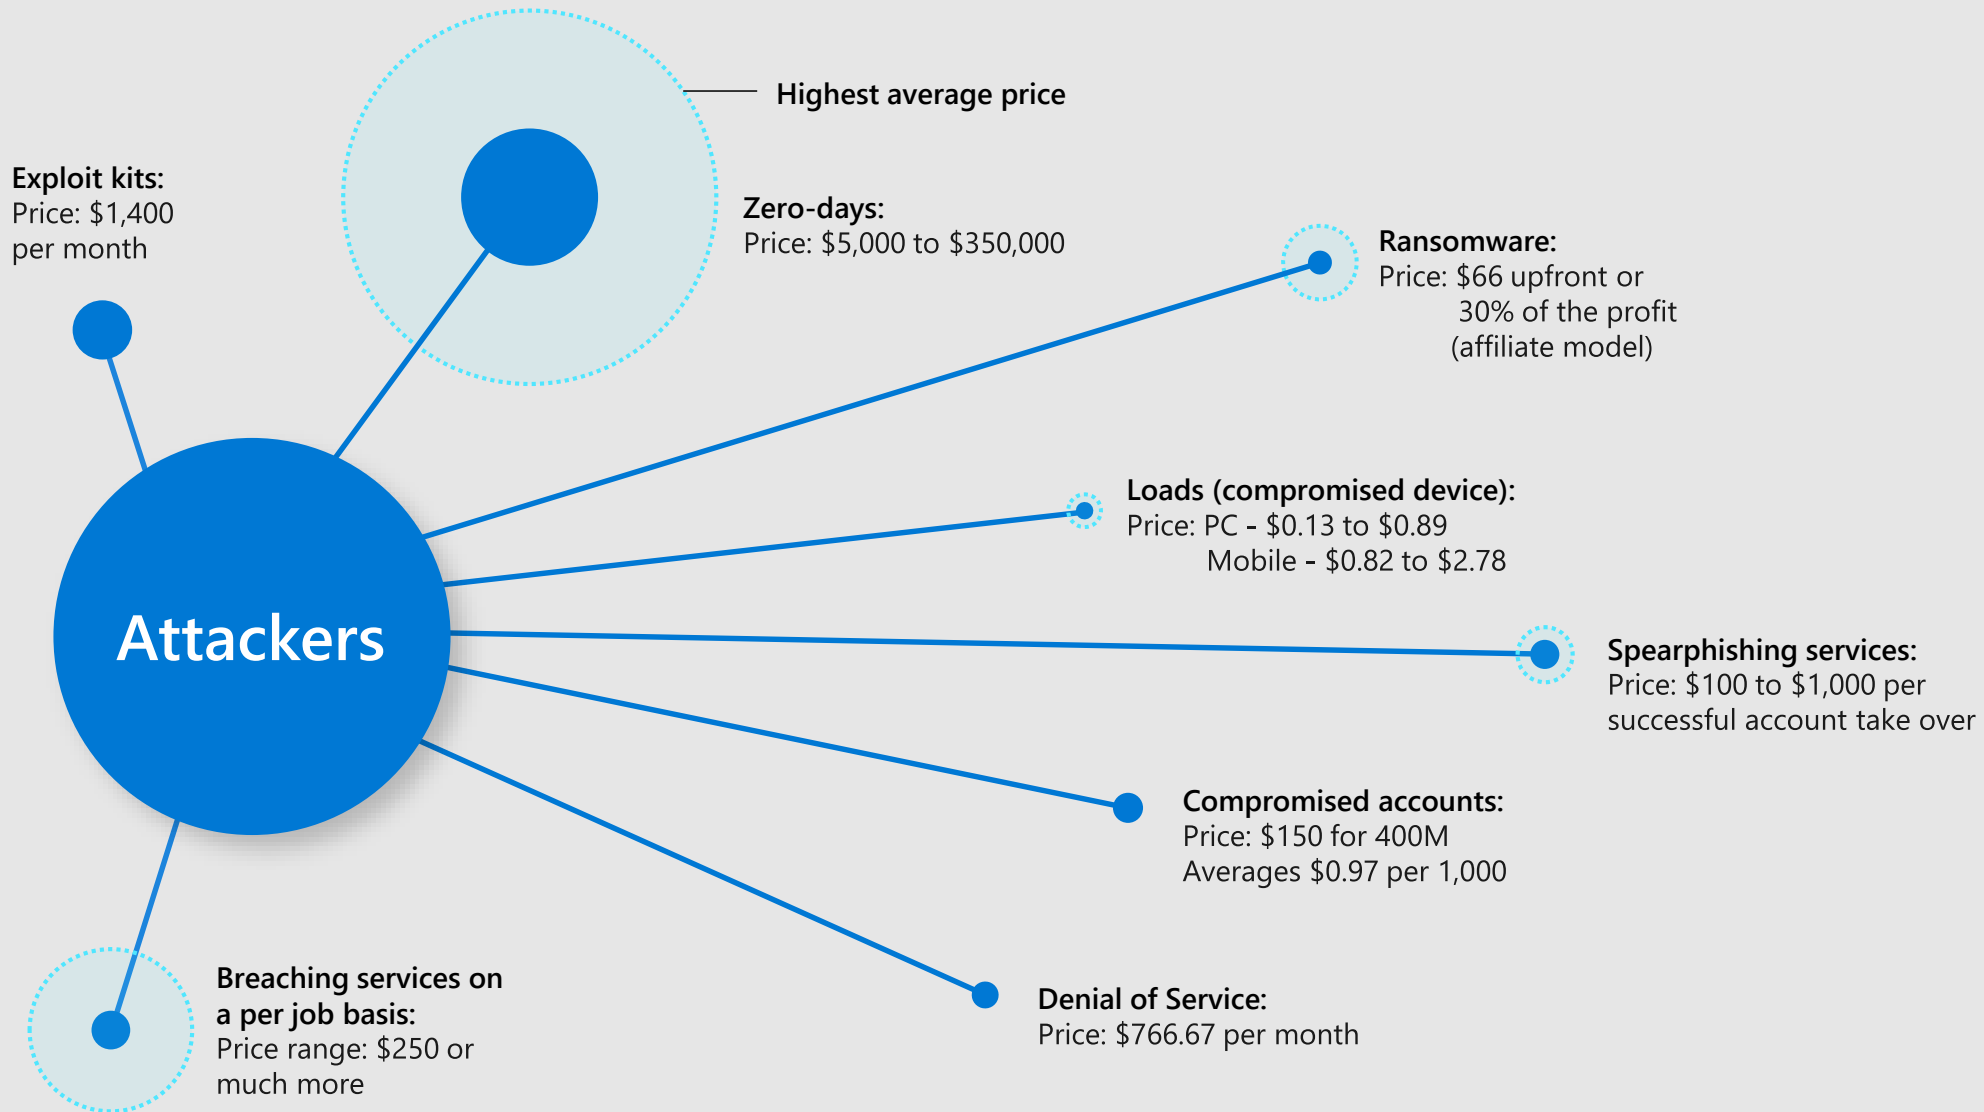 Highest average price
Exploit kits:
Price: $1,400
per month
Zero-days:
Price: $5,000 to $350,000
Ransomware:
Price: $66 upfront or
30% of the profit
(affiliate model)
Loads (compromised device):
Price: PC - $0.13 to $0.89
Mobile - $0.82 to $2.78
Attackers
Spearphishing services:
Price: $100 to $1,000 per
successful account take over
Compromised accounts:
Price: $150 for 400M
Averages $0.97 per 1,000
Breaching services on
a per job basis:
Price range: $250 or
much more
Denial of Service:
Price: $766.67 per month